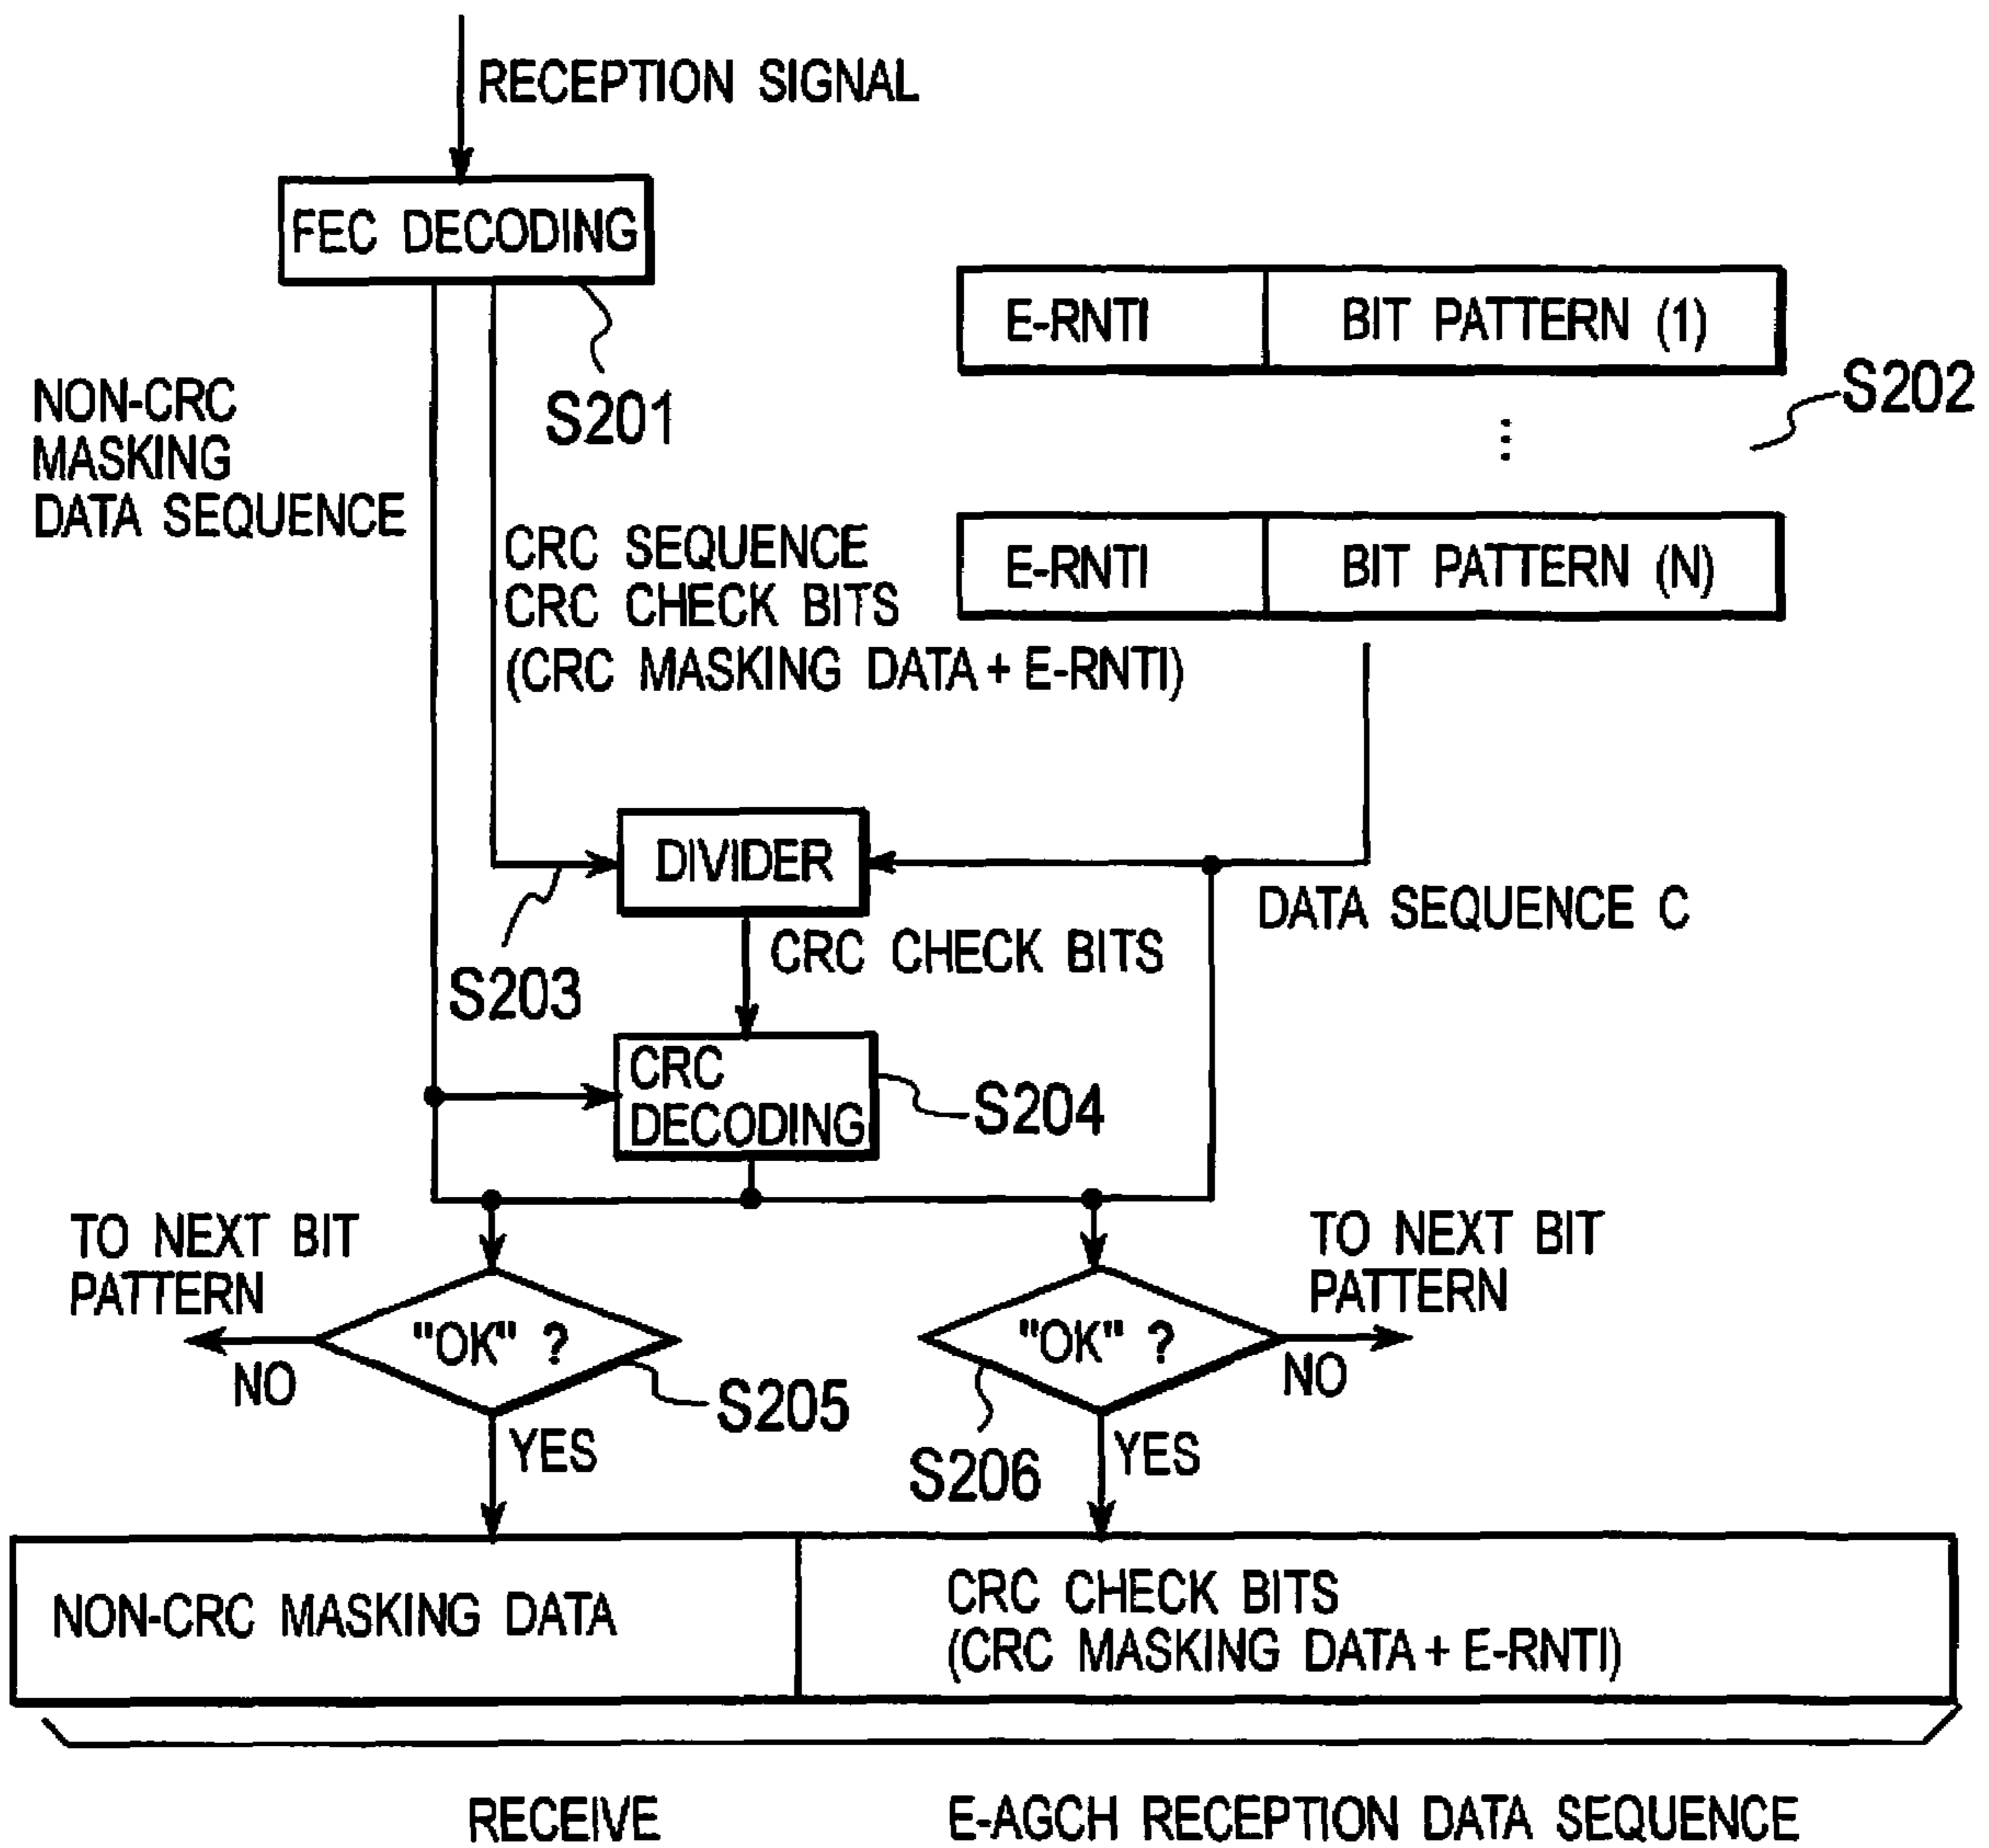 RECEPTION SIGNAL
FEC DECODING
E-RNTI
BIT PATTERN (1)
S201
S202
NON-CRC
MASKING
DATA SEQUENCE
⋮
CRC SEQUENCE
CRC CHECK BITS
(CRC MASKING DATA + E-RNTI)
E-RNTI
BIT PATTERN (N)
DIVIDER
DATA SEQUENCE C
S203
CRC CHECK BITS
CRC
DECODING
S204
TO NEXT BIT
PATTERN
TO NEXT BIT
PATTERN
"OK" ?
NO
S205
YES
"OK" ?
NO
S206
YES
NON-CRC MASKING DATA
CRC CHECK BITS
(CRC MASKING DATA + E-RNTI)
RECEIVE
E-AGCH RECEPTION DATA SEQUENCE